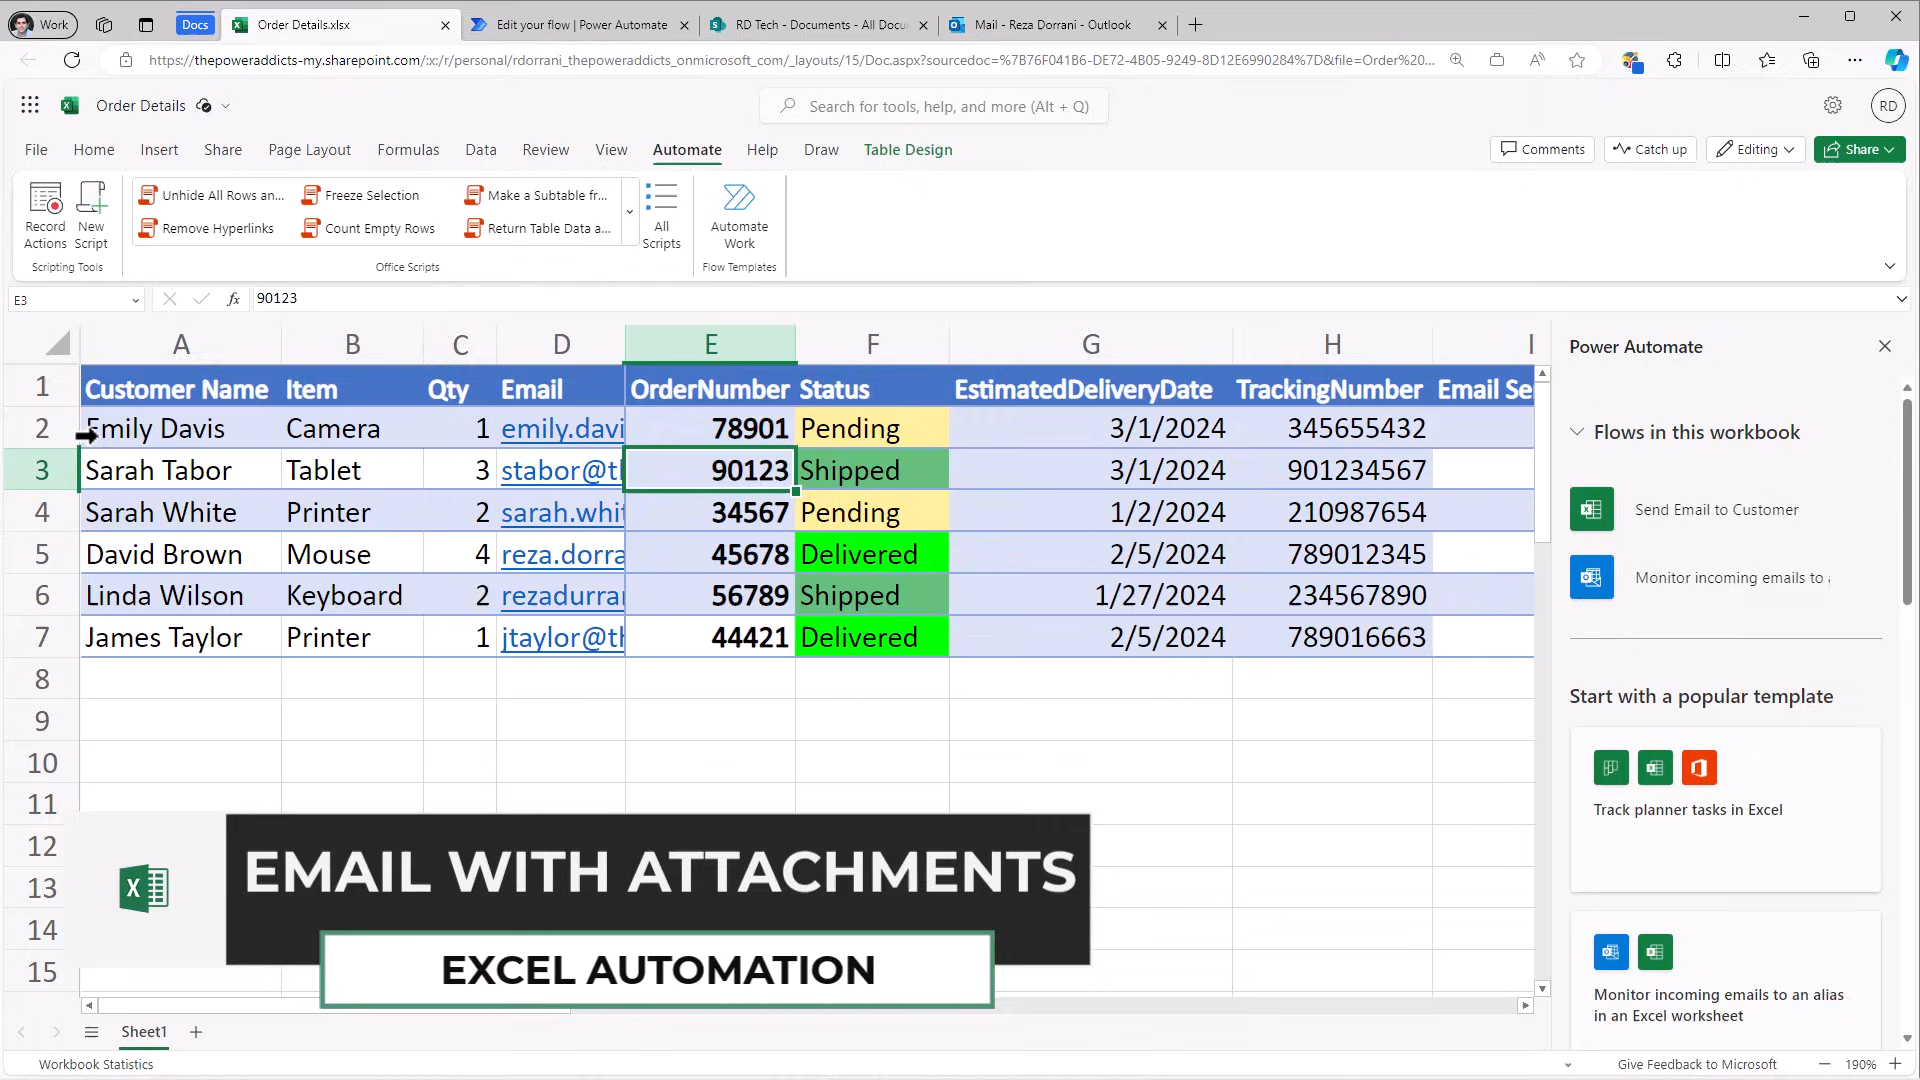 Work
Docs
Order Details.xlsx
Edit your flow | Power Automate
RD Tech - Documents - All Docu
Mail - Reza Dorrani - Outlook
https://thepoweraddicts-my.sharepoint.com/:x:/r/personal/rdorrani_thepoweraddicts_onmicrosoft_com/_layouts/15/Doc.aspx?sourcedoc=%7B76F041B6-DE72-4B05-9249-8D12E6990284%7D&file=Order%20...
Order Details
Search for tools, help, and more (Alt + Q)
RD
File Home Insert Share Page Layout Formulas Data Review View Automate Help Draw Table Design
Comments
Catch up
Editing
Share
Record Actions
New Script
Scripting Tools
Unhide All Rows an...
Freeze Selection
Make a Subtable fr...
Remove Hyperlinks
Count Empty Rows
Return Table Data a...
All Scripts
Office Scripts
Automate Work
Flow Templates
E3
fx
90123
A B C D E F G H I
1 Customer Name Item Qty Email OrderNumber Status EstimatedDeliveryDate TrackingNumber Email Se
2 Emily Davis Camera 1 emily.davi 78901 Pending 3/1/2024 345655432
3 Sarah Tabor Tablet 3 stabor@th 90123 Shipped 3/1/2024 901234567
4 Sarah White Printer 2 sarah.whit 34567 Pending 1/2/2024 210987654
5 David Brown Mouse 4 reza.dorra 45678 Delivered 2/5/2024 789012345
6 Linda Wilson Keyboard 2 rezadurran 56789 Shipped 1/27/2024 234567890
7 James Taylor Printer 1 jtaylor@th 44421 Delivered 2/5/2024 789016663
8
9
10
11
12
13
14
15
EMAIL WITH ATTACHMENTS
EXCEL AUTOMATION
Power Automate
Flows in this workbook
Send Email to Customer
Monitor incoming emails to a
Start with a popular template
Track planner tasks in Excel
Monitor incoming emails to an alias
in an Excel worksheet
Sheet1
Workbook Statistics
Give Feedback to Microsoft
190%